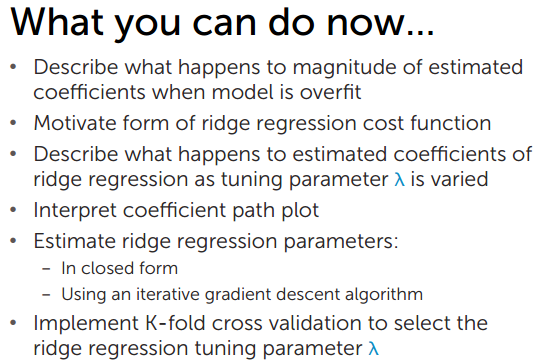 What you can do now...
• Describe what happens to magnitude of estimated
coefficients when model is overfit
• Motivate form of ridge regression cost function
• Describe what happens to estimated coefficients of
ridge regression as tuning parameter λ is varied
• Interpret coefficient path plot
• Estimate ridge regression parameters:
– In closed form
– Using an iterative gradient descent algorithm
• Implement K-fold cross validation to select the
ridge regression tuning parameter λ